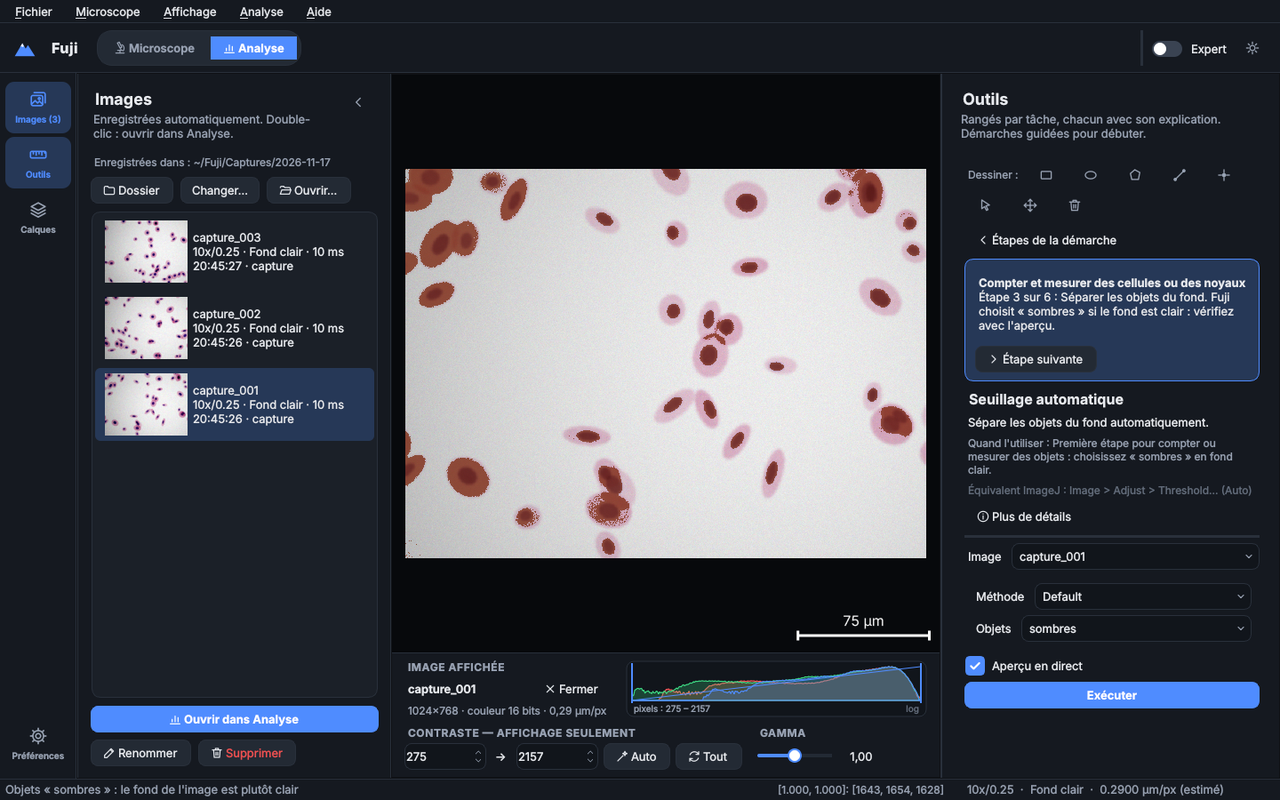 Fichier Microscope Affichage Analyse Aide
Fuji Microscope Analyse Expert
Images (3)
Outils
Calques
Préférences
Images
Enregistrées automatiquement. Double-
clic : ouvrir dans Analyse.
Enregistrées dans : ~/Fuji/Captures/2026-11-17
Dossier Changer... Ouvrir...
capture_003
10x/0.25 · Fond clair · 10 ms
20:45:27 · capture
capture_002
10x/0.25 · Fond clair · 10 ms
20:45:26 · capture
capture_001
10x/0.25 · Fond clair · 10 ms
20:45:26 · capture
Ouvrir dans Analyse
Renommer Supprimer
75 µm
IMAGE AFFICHÉE
capture_001 Fermer
1024×768 · couleur 16 bits · 0,29 µm/px
pixels : 275 – 2157 log
CONTRASTE — AFFICHAGE SEULEMENT GAMMA
275 → 2157 Auto Tout 1,00
Outils
Rangés par tâche, chacun avec son explication.
Démarches guidées pour débuter.
Dessiner :
Étapes de la démarche
Compter et mesurer des cellules ou des noyaux
Étape 3 sur 6 : Séparer les objets du fond. Fuji
choisit « sombres » si le fond est clair : vérifiez
avec l'aperçu.
Étape suivante
Seuillage automatique
Sépare les objets du fond automatiquement.
Quand l'utiliser : Première étape pour compter ou
mesurer des objets : choisissez « sombres » en fond
clair.
Équivalent ImageJ : Image > Adjust > Threshold... (Auto)
Plus de détails
Image capture_001
Méthode Default
Objets sombres
Aperçu en direct
Exécuter
Objets « sombres » : le fond de l'image est plutôt clair [1.000, 1.000]: [1643, 1654, 1628] 10x/0.25 · Fond clair · 0.2900 µm/px (estimé)